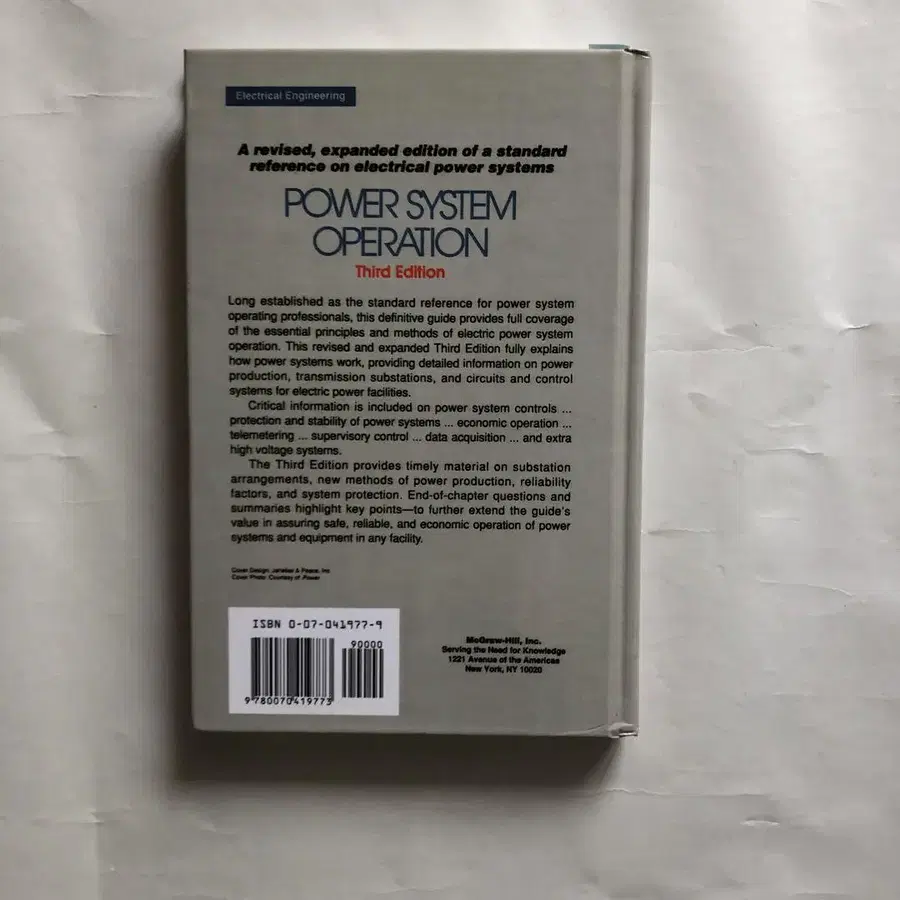 Electrical Engineering
A revised, expanded edition of a standard
reference on electrical power systems
POWER SYSTEM
OPERATION
Third Edition
Long established as the standard reference for power system
operating professionals, this definitive guide provides full coverage
of the essential principles and methods of electric power system
operation. This revised and expanded Third Edition fully explains
how power systems work, providing detailed information on power
production, transmission substations, and circuits and control
systems for electric power facilities.
Critical information is included on power system controls ...
protection and stability of power systems ... economic operation ...
telemetering ... supervisory control ... data acquisition ... and extra
high voltage systems.
The Third Edition provides timely material on substation
arrangements, new methods of power production, reliability
factors, and system protection. End-of-chapter questions and
summaries highlight key points—to further extend the guide's
value in assuring safe, reliable, and economic operation of power
systems and equipment in any facility.
Cover Design: & Peace, Inc
Cover Photo: Courtesy of Power
ISBN 0-07-041977-9
90000
9 780070 419773
McGraw-Hill, Inc.
Serving the Need for Knowledge
1221 Avenue of the Americas
New York, NY 10020